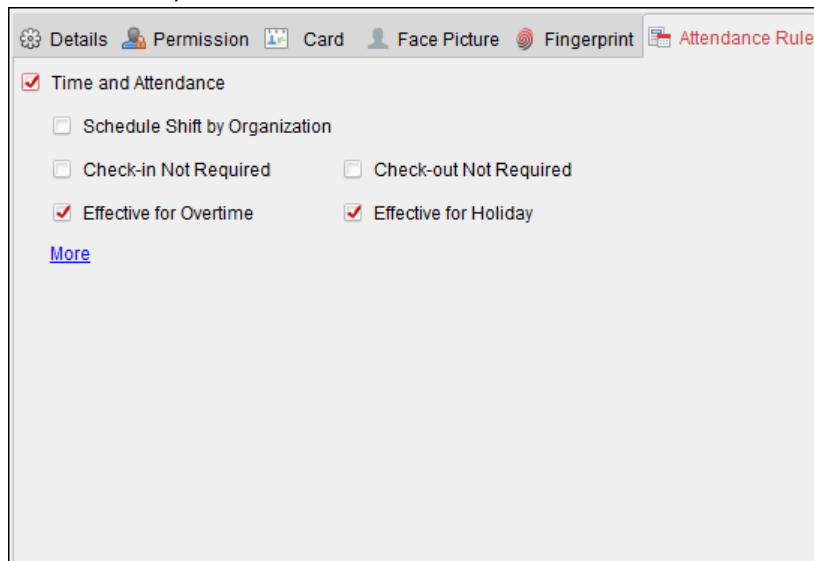 Details Permission Card Face Picture Fingerprint Attendance Rule
Time and Attendance
Schedule Shift by Organization
Check-in Not Required Check-out Not Required
Effective for Overtime Effective for Holiday
More